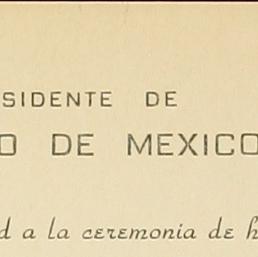 SIDENTE DE
O DE MEXICO
d a la ceremonia de h